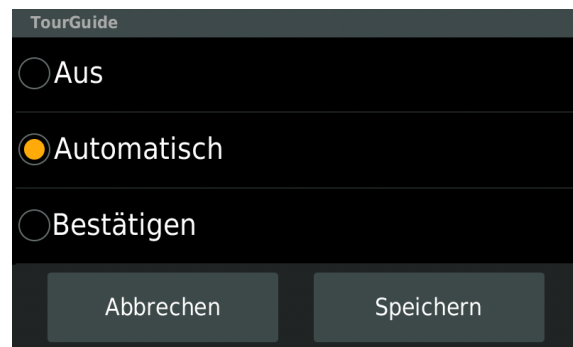 TourGuide
Aus
Automatisch
Bestätigen
Abbrechen
Speichern